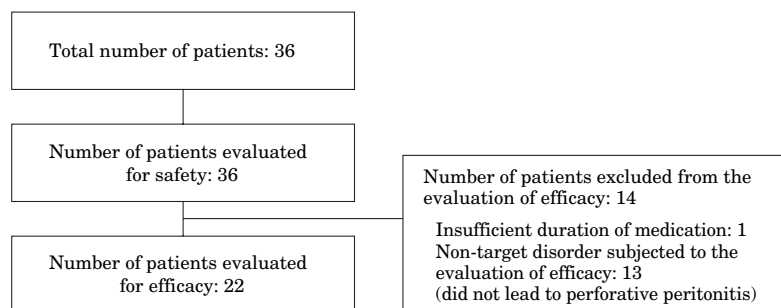 Total number of patients: 36
Number of patients evaluated
for safety: 36
Number of patients excluded from the
evaluation of efficacy: 14
Insufficient duration of medication: 1
Non-target disorder subjected to the
evaluation of efficacy: 13
(did not lead to perforative peritonitis)
Number of patients evaluated
for efficacy: 22